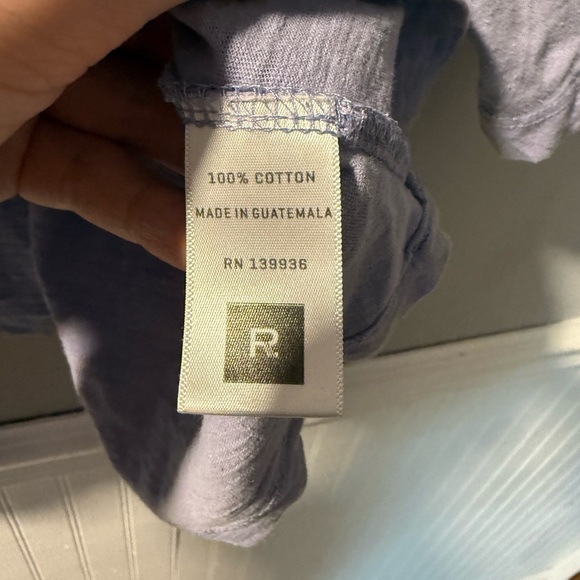 100% COTTON
MADE IN GUATEMALA
RN 139936
R.